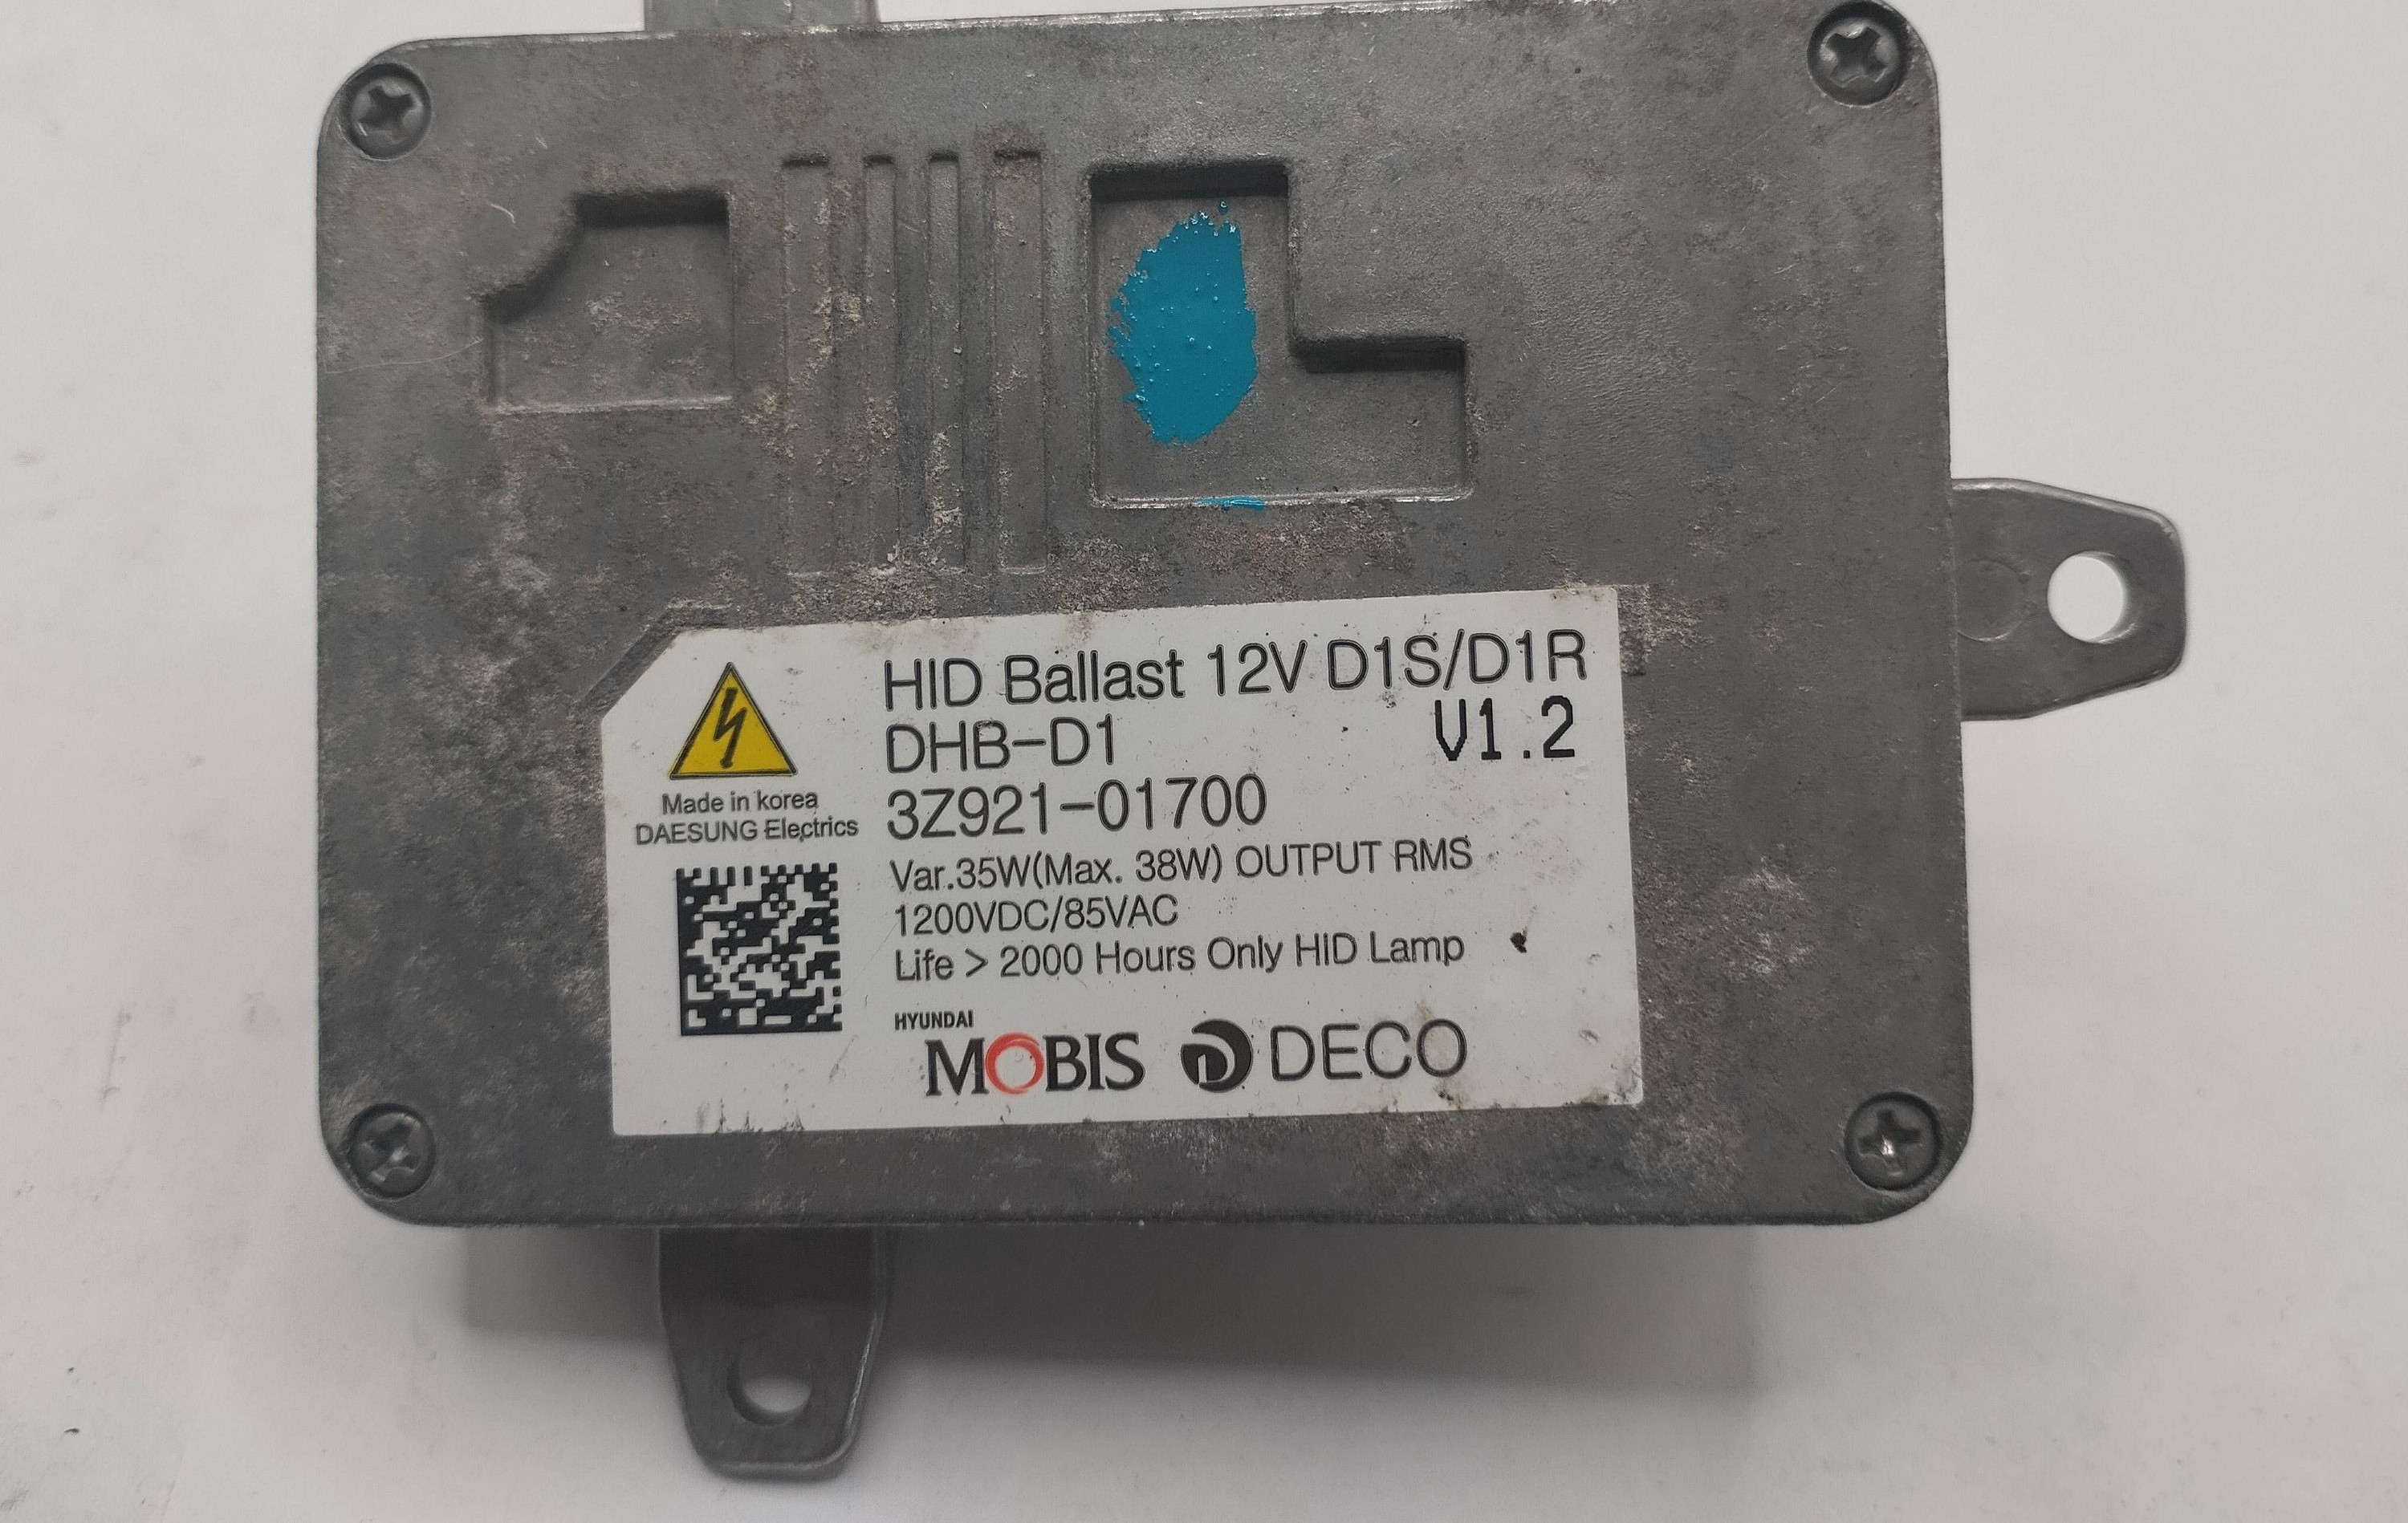 HID Ballast 12V D1S/D1R
DHB-D1 V1.2
3Z921-01700
Made in korea
DAESUNG Electrics
Var.35W(Max. 38W) OUTPUT RMS
1200VDC/85VAC
Life > 2000 Hours Only HID Lamp
HYUNDAI
MOBIS DECO